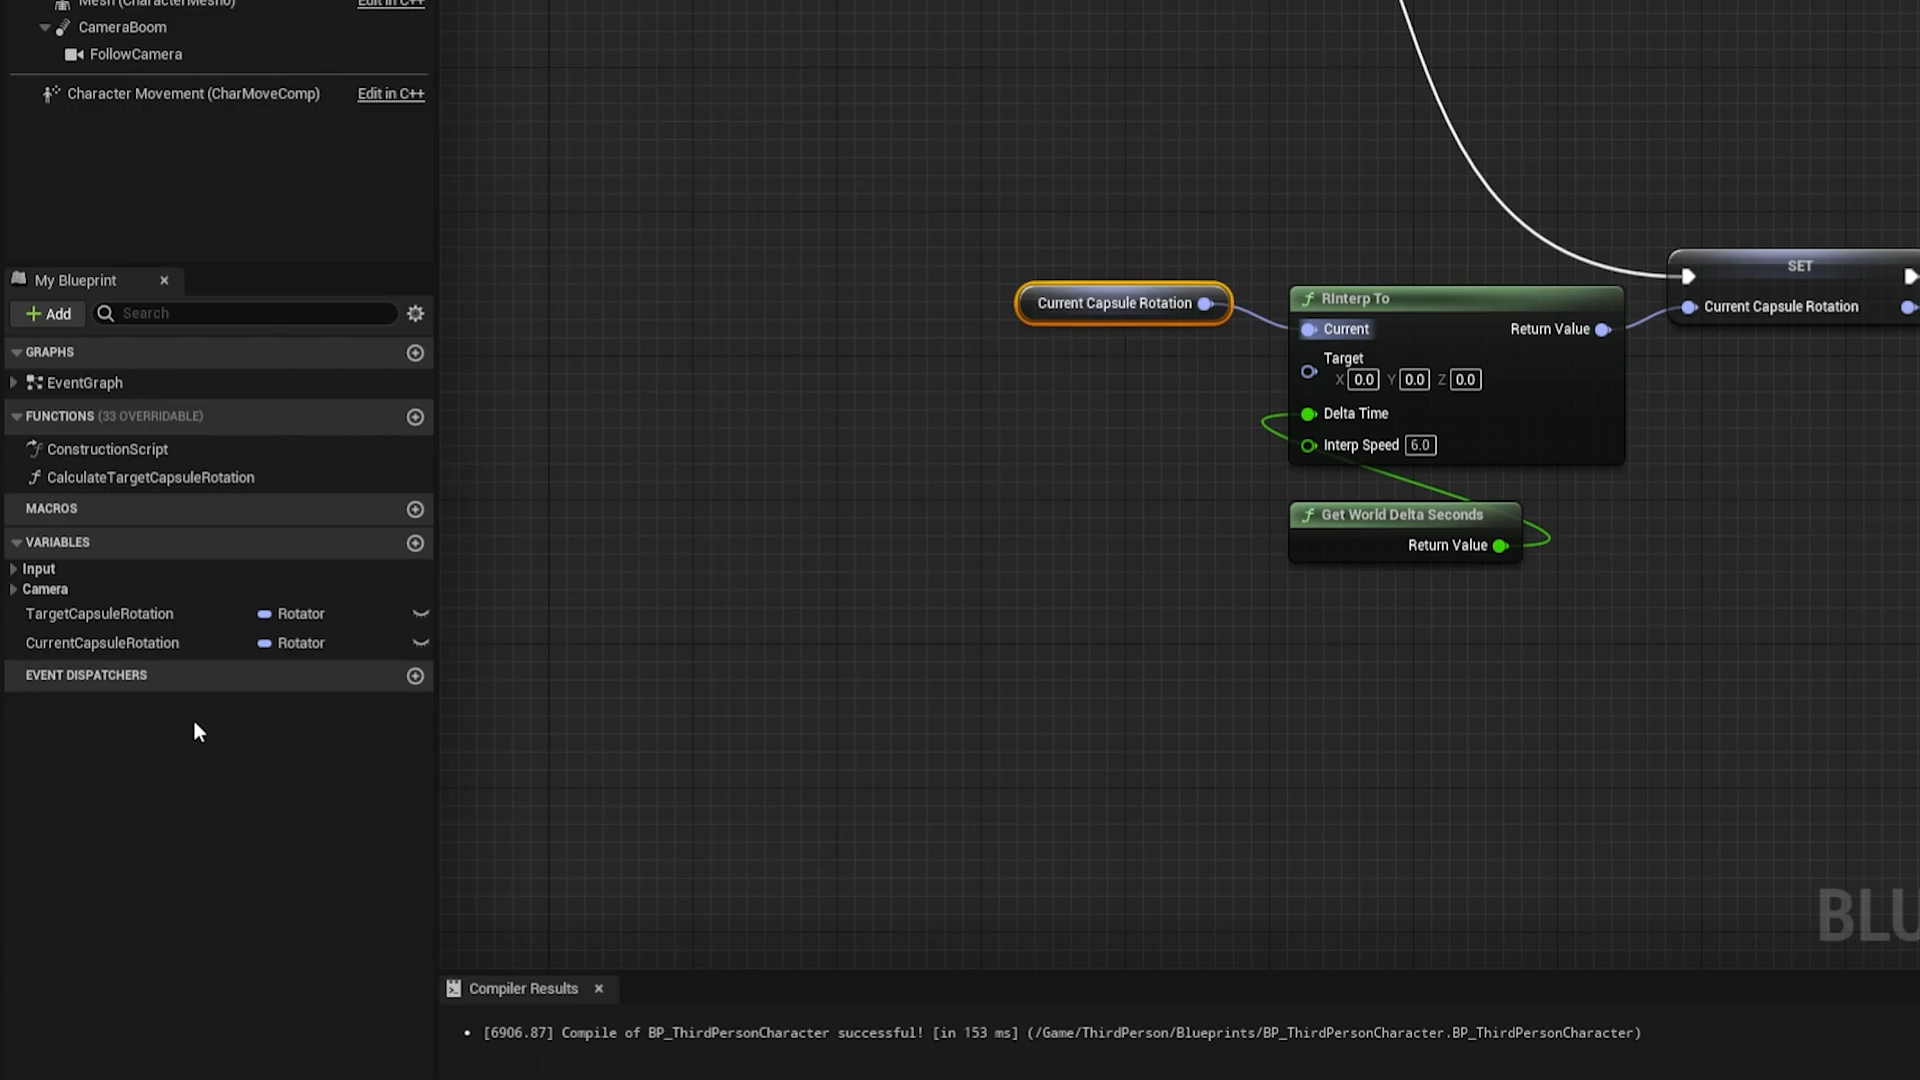 Mesh (CharacterMesh0) Edit in C++
CameraBoom
FollowCamera
Character Movement (CharMoveComp) Edit in C++
My Blueprint
Add Search
GRAPHS
EventGraph
FUNCTIONS (33 OVERRIDABLE)
ConstructionScript
CalculateTargetCapsuleRotation
MACROS
VARIABLES
Input
Camera
TargetCapsuleRotation Rotator
CurrentCapsuleRotation Rotator
EVENT DISPATCHERS
Current Capsule Rotation
RInterp To
Current Return Value
Target
X 0.0 Y 0.0 Z 0.0
Delta Time
Interp Speed 6.0
Get World Delta Seconds
Return Value
SET
Current Capsule Rotation
BLU
Compiler Results
• [6906.87] Compile of BP_ThirdPersonCharacter successful! [in 153 ms] (/Game/ThirdPerson/Blueprints/BP_ThirdPersonCharacter.BP_ThirdPersonCharacter)